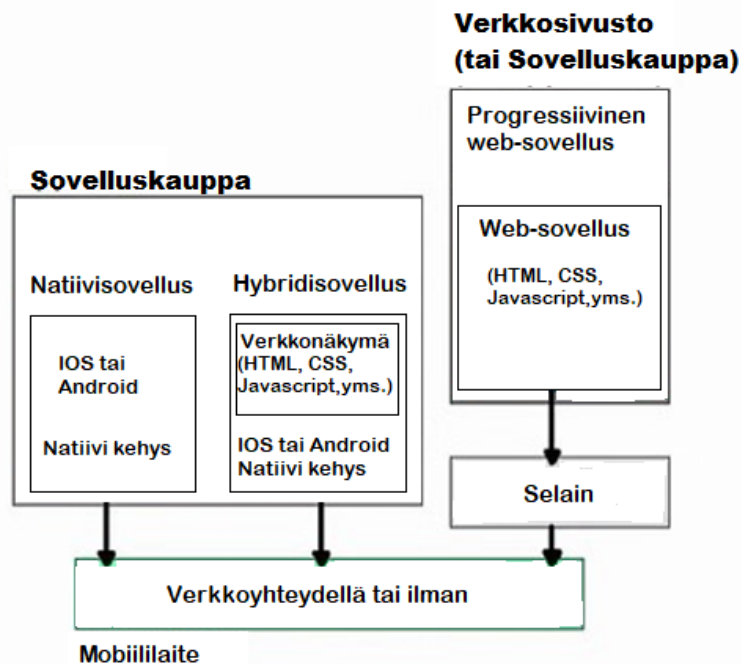 Verkkosivusto
(tai Sovelluskauppa)
Progressiivinen
web-sovellus
Web-sovellus
(HTML, CSS,
Javascript,yms.)
Selain
Sovelluskauppa
Natiivisovellus
IOS tai
Android
Natiivi kehys
Hybridisovellus
Verkkonäkymä
(HTML, CSS,
Javascript,yms.)
IOS tai Android
Natiivi kehys
Verkkoyhteydellä tai ilman
Mobiililaite